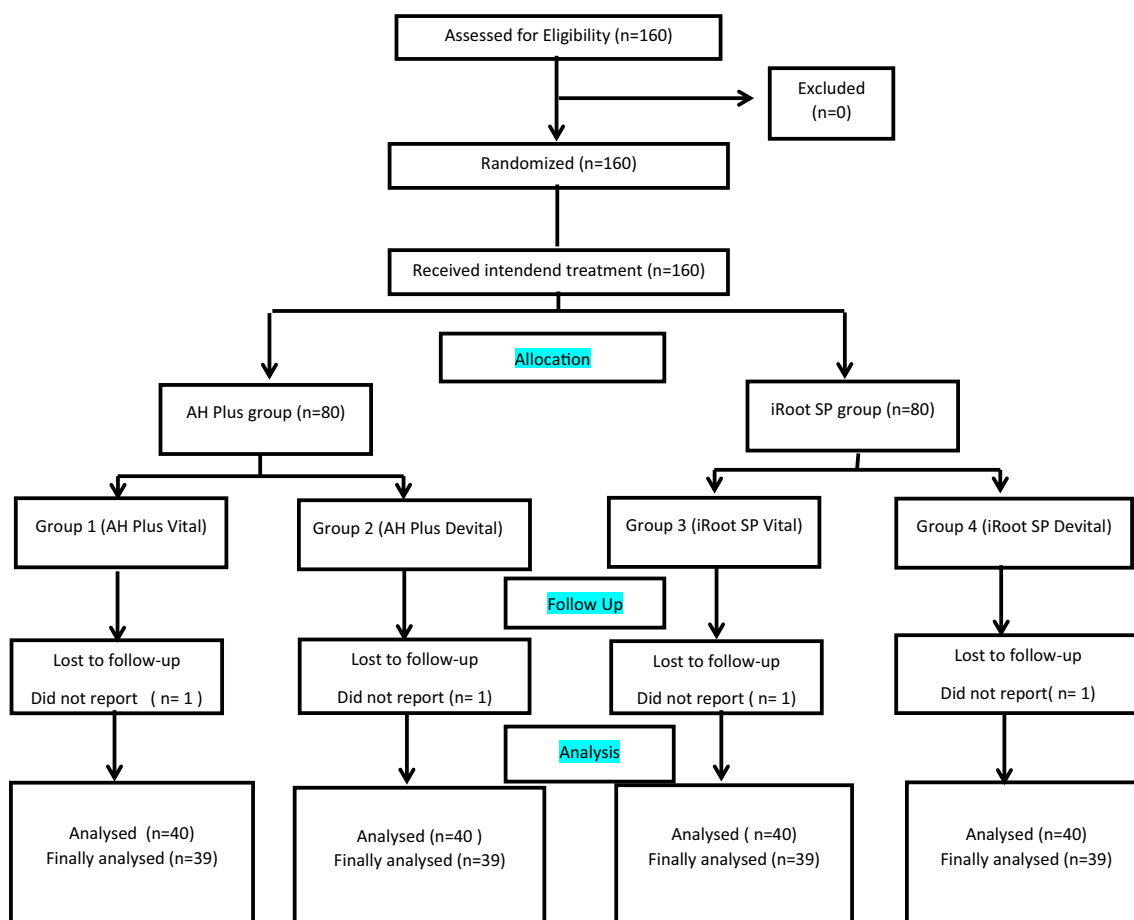 Assessed for Eligibility (n=160)
Excluded
(n=0)
Randomized (n=160)
Received intendend treatment (n=160)
Allocation
AH Plus group (n=80)
iRoot SP group (n=80)
Group 1 (AH Plus Vital)
Group 2 (AH Plus Devital)
Group 3 (iRoot SP Vital)
Group 4 (iRoot SP Devital)
Follow Up
Lost to follow-up
Did not report ( n= 1 )
Lost to follow-up
Did not report (n= 1)
Lost to follow-up
Did not report ( n= 1)
Lost to follow-up
Did not report( n= 1)
Analysis
Analysed (n=40)
Finally analysed (n=39)
Analysed (n=40 )
Finally analysed (n=39)
Analysed ( n=40)
Finally analysed (n=39)
Analysed (n=40)
Finally analysed (n=39)